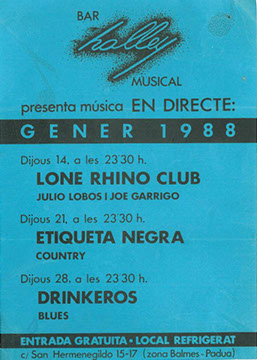 BAR
halley
MUSICAL
presenta música EN DIRECTE:
GENER 1988
Dijous 14, a les 23 30 h.
LONE RHINO CLUB
JULIO LOBOS i JOE GARRIGO
Dijous 21, a les 23 30 h.
ETIQUETA NEGRA
COUNTRY
Dijous 28, a les 23 30 h.
DRINKEROS
BLUES
ENTRADA GRATUITA • LOCAL REFRIGERAT
c/ San Hermenegildo 15-17 (zona Balmes-Padua)